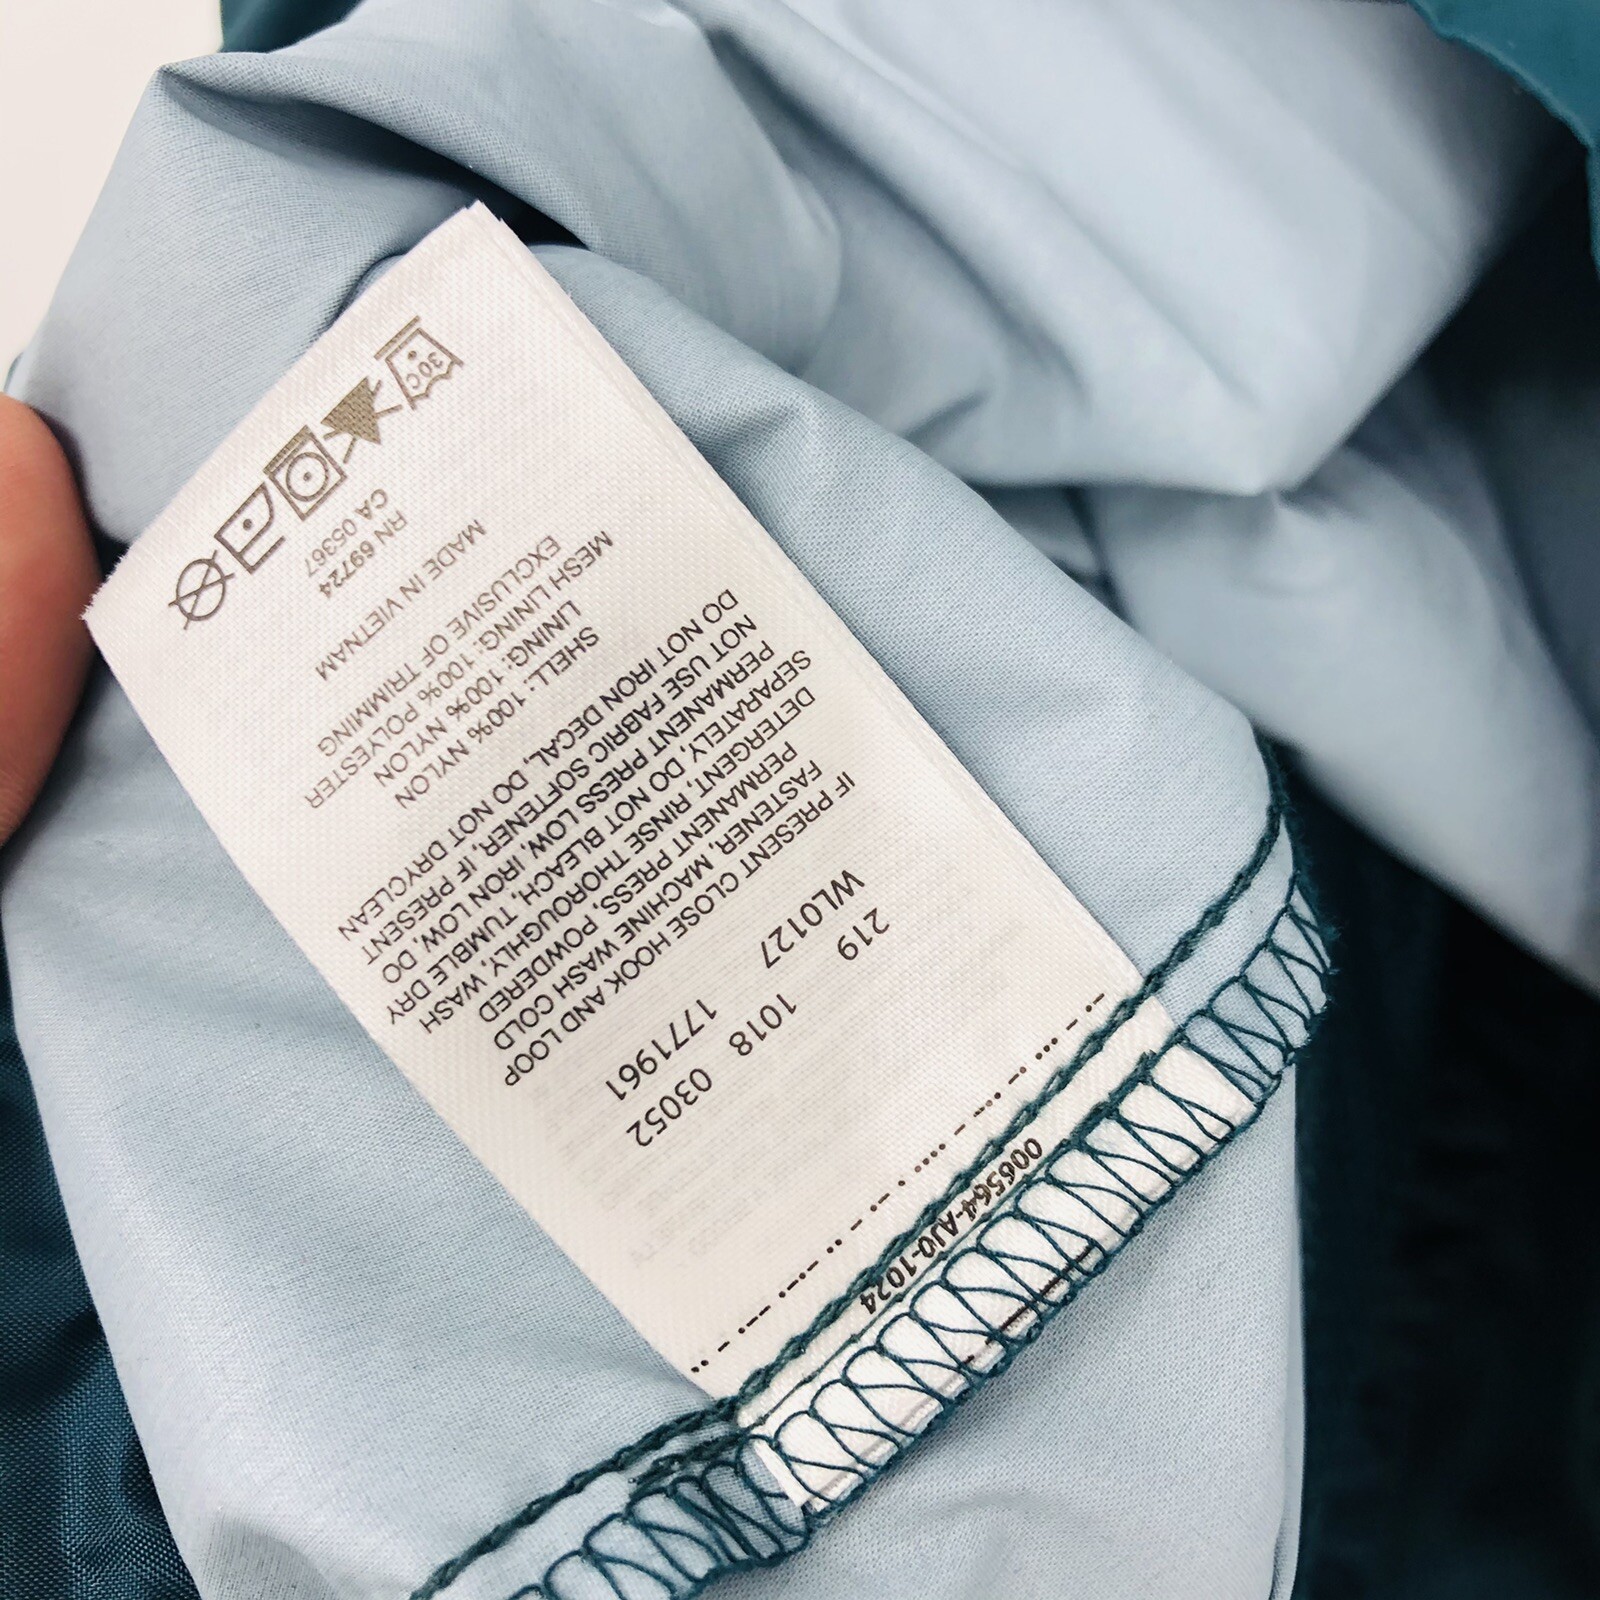 006564-AJ0-1024
219 1018 03052
WL0127 1771961
IF PRESENT CLOSE HOOK AND LOOP
FASTENER, MACHINE WASH COLD
PERMANENT PRESS, POWDERED
DETERGENT, RINSE THOROUGHLY, WASH
SEPARATELY, DO NOT BLEACH, TUMBLE DRY
PERMANENT PRESS LOW, IRON LOW, DO
NOT USE FABRIC SOFTENER, IF PRESENT
DO NOT IRON DECAL, DO NOT DRYCLEAN
SHELL: 100% NYLON
LINING: 100% NYLON
MESH LINING: 100% POLYESTER
EXCLUSIVE OF TRIMMING
MADE IN VIETNAM
RN 69724
CA 05367
30C